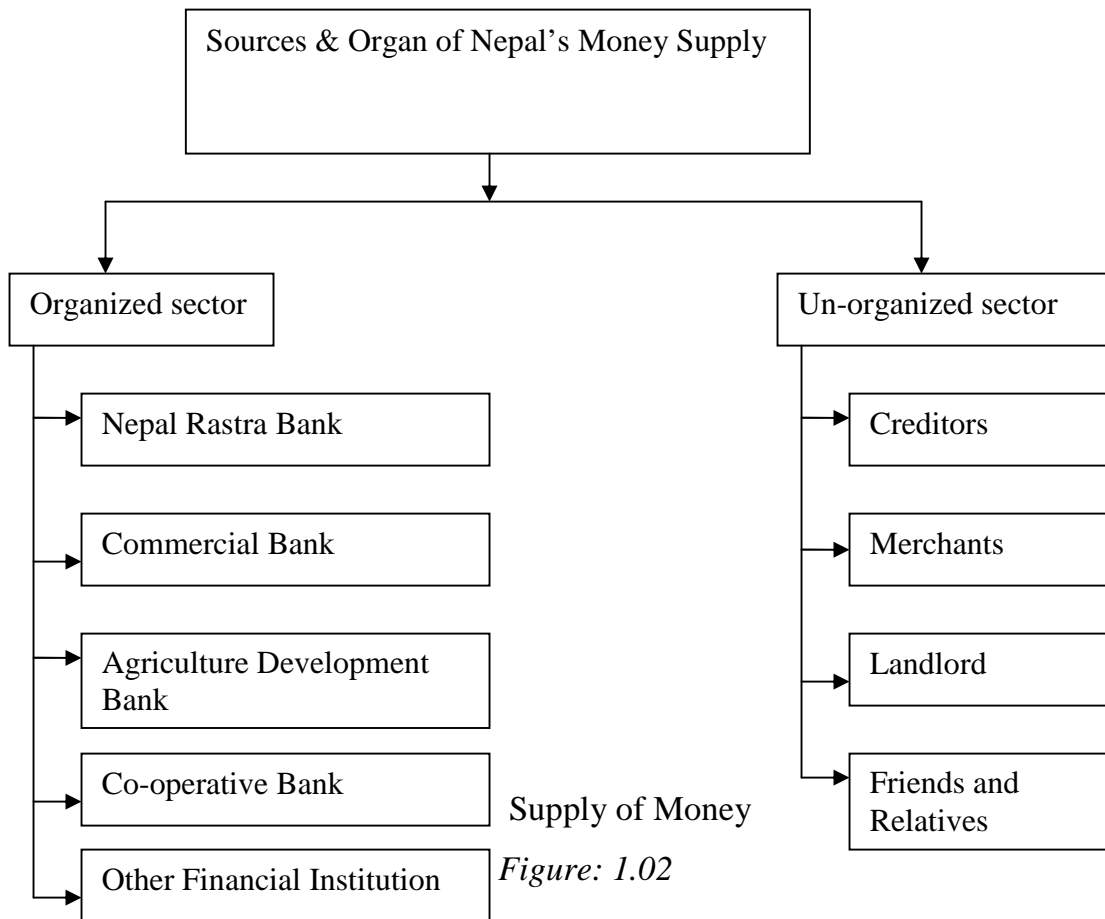 Sources & Organ of Nepal’s Money Supply
Organized sector
Un-organized sector
Nepal Rastra Bank
Creditors
Commercial Bank
Merchants
Agriculture Development
Bank
Landlord
Co-operative Bank
Friends and
Relatives
Supply of Money
Other Financial Institution
Figure: 1.02